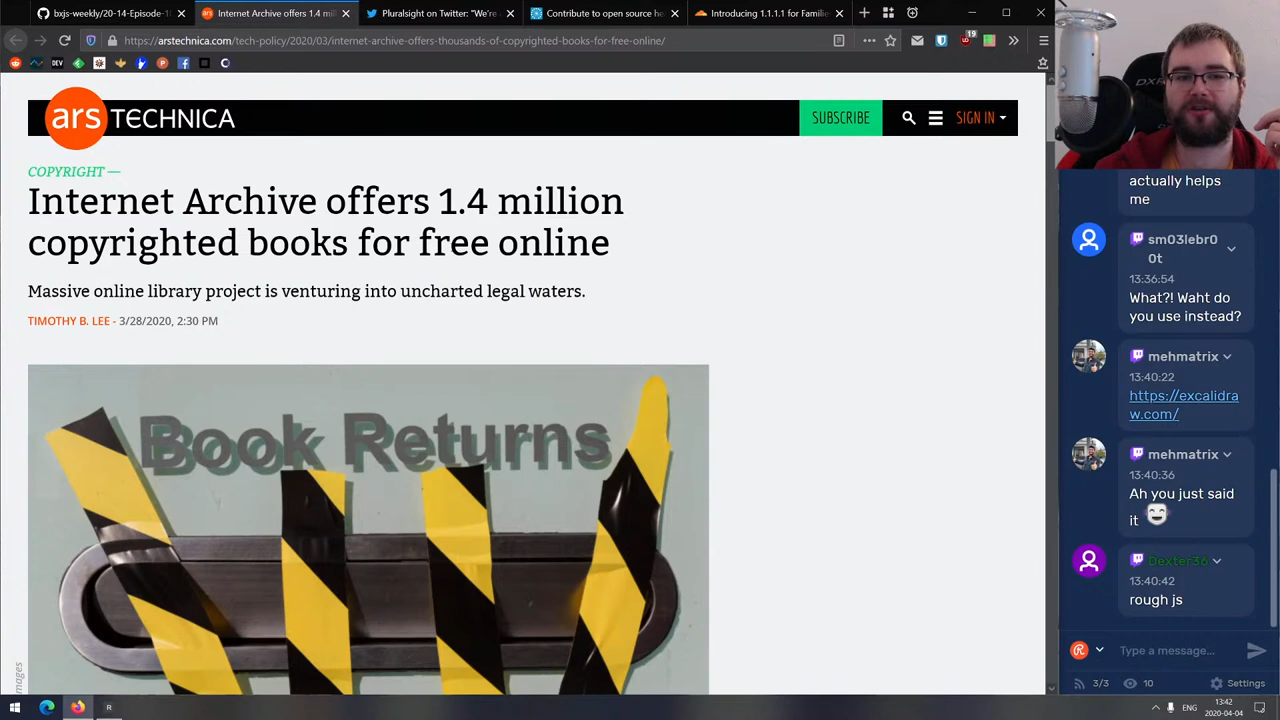 bxjs-weekly/20-14-Episode-1
Internet Archive offers 1.4 mil
Pluralsight on Twitter: "We're
Contribute to open source he
Introducing 1.1.1.1 for Familie
https://arstechnica.com/tech-policy/2020/03/internet-archive-offers-thousands-of-copyrighted-books-for-free-online/
19
DEV
ars TECHNICA
SUBSCRIBE
SIGN IN
COPYRIGHT —
Internet Archive offers 1.4 million
copyrighted books for free online
Massive online library project is venturing into uncharted legal waters.
TIMOTHY B. LEE - 3/28/2020, 2:30 PM
Book Returns
actually helps
me
sm03lebr0
0t
13:36:54
What?! Waht do
you use instead?
mehmatrix
13:40:22
https://excalidra
w.com/
mehmatrix
13:40:36
Ah you just said
it
Dexter36
13:40:42
rough js
Type a message...
3/3
10
Settings
ENG
13:42
2020-04-04